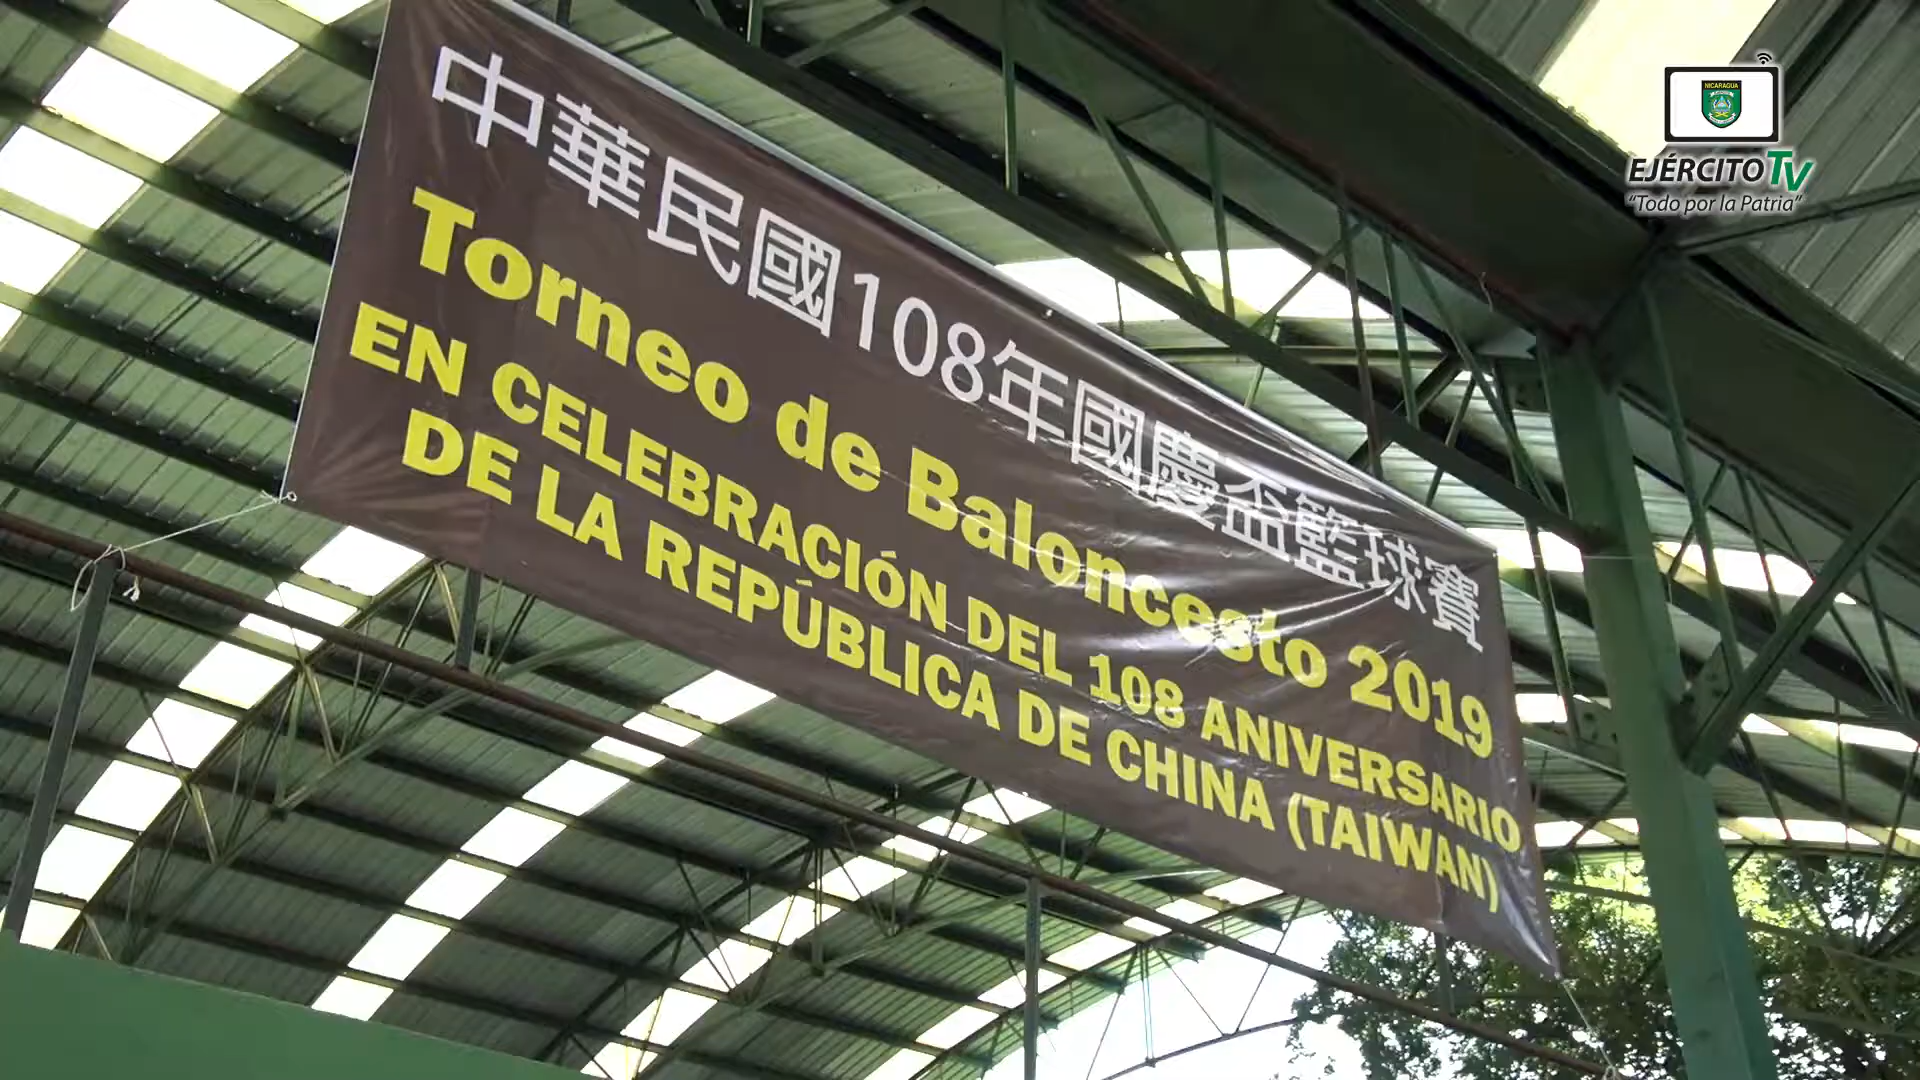 中華民國108年國慶盃籃球賽
Torneo de Baloncesto 2019
EN CELEBRACIÓN DEL 108 ANIVERSARIO
DE LA REPÚBLICA DE CHINA (TAIWAN)
NICARAGUA
EJÉRCITO TV
"Todo por la Patria"